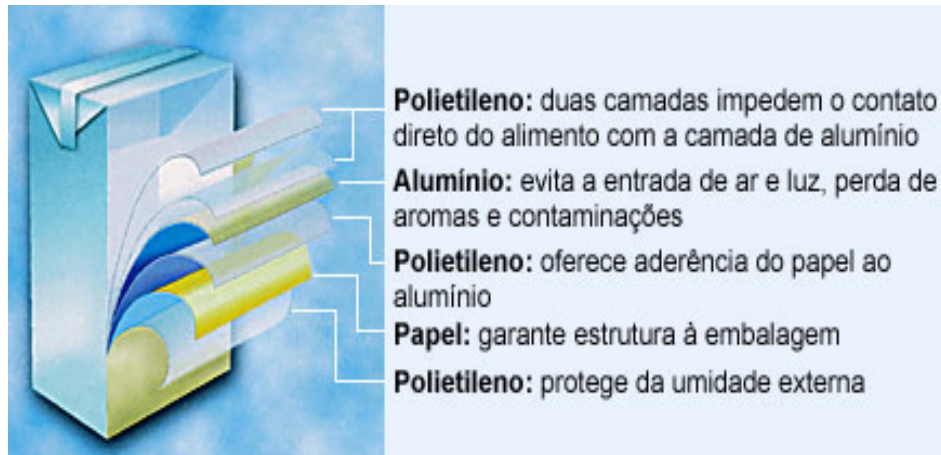 Polietileno: duas camadas impedem o contato
direto do alimento com a camada de alumínio
Alumínio: evita a entrada de ar e luz, perda de
aromas e contaminações
Polietileno: oferece aderência do papel ao
alumínio
Papel: garante estrutura à embalagem
Polietileno: protege da umidade externa